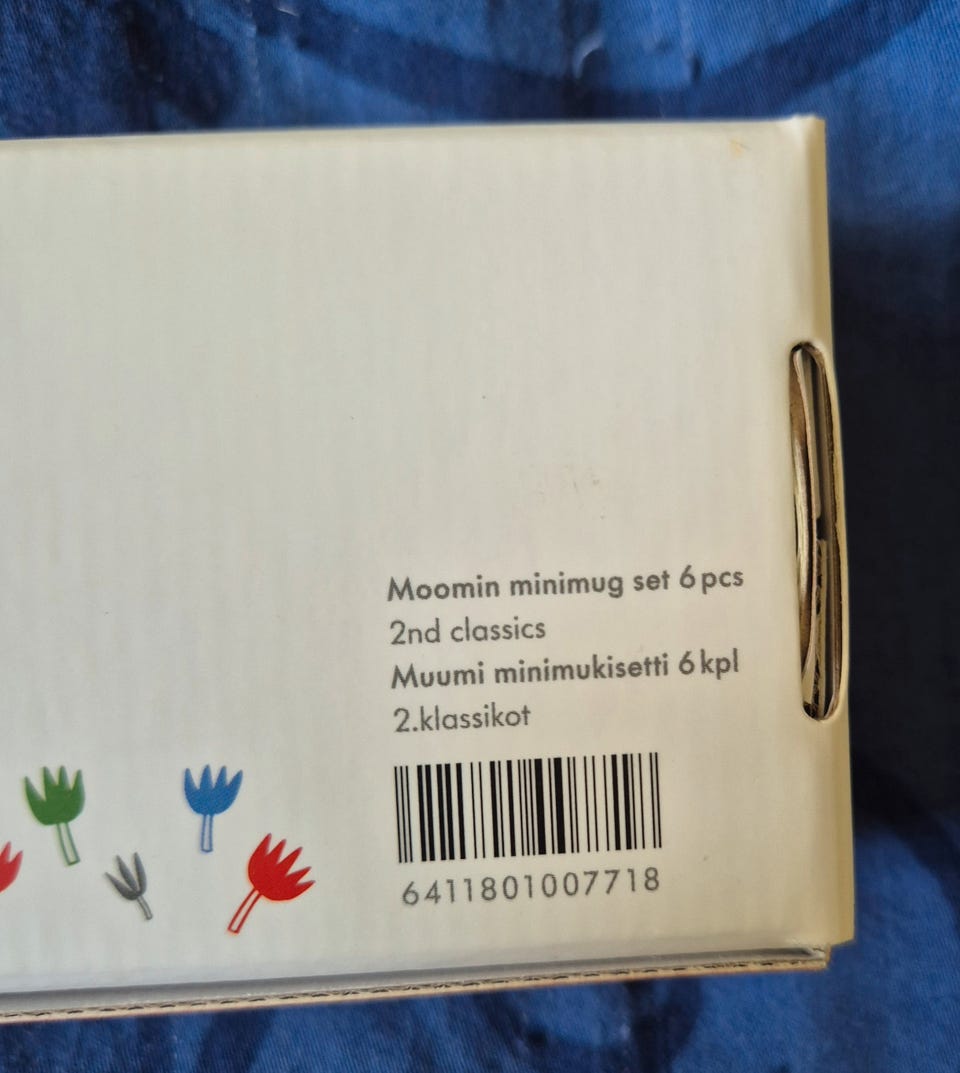 Moomin minimug set 6 pcs
2nd classics
Muumi minimukisetti 6 kpl
2.klassikot
6411801007718